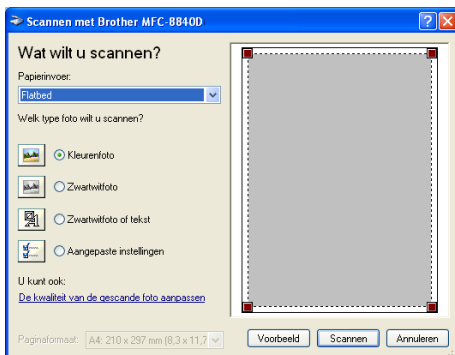 Scannen met Brother MFC-8840D
Wat wilt u scannen?
Papierinvoer:
Flatbed
Welk type foto wilt u scannen?
Kleurenfoto
Zwartwitfoto
Zwartwitfoto of tekst
Aangepaste instellingen
U kunt ook:
De kwaliteit van de gescande foto aanpassen
Paginaformaat: A4: 210 x 297 mm (8,3 x 11,7
Voorbeeld Scannen Annuleren